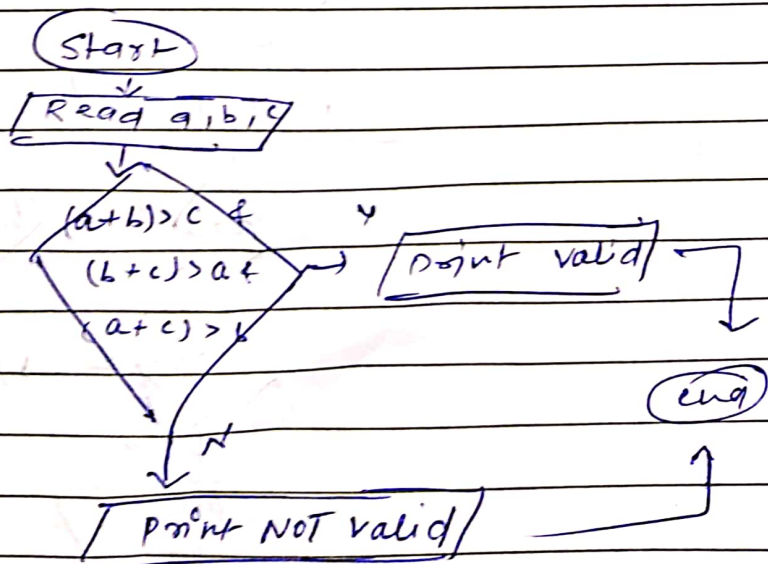 Start
Read a, b, c
(a+b)>c &
Y
(b+c)>a &
Print valid
(a+c)>b
end
N
Print NOT valid